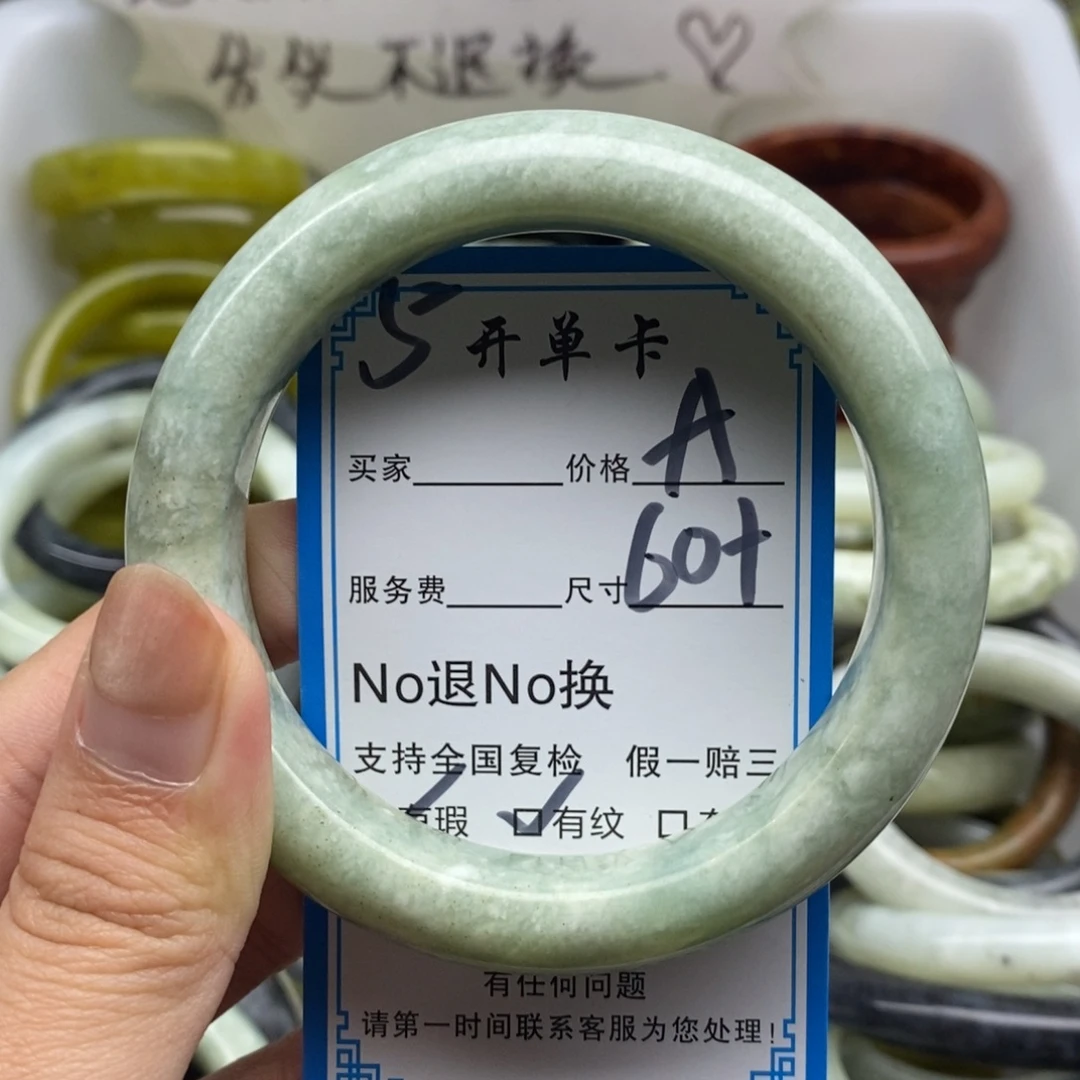 不退换
5 开单卡
买家 价格 A
服务费 尺寸 60+
No退No换
支持全国复检 假一赔三
有瑕 有纹
有任何问题
请第一时间联系客服为您处理!